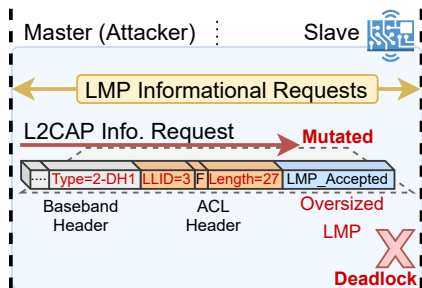 Master (Attacker)
Slave
LMP Informational Requests
L2CAP Info. Request
Mutated
.... Type=2-DH1 LLID=3 F Length=27 LMP_Accepted
Baseband
Header
ACL
Header
Oversized
LMP
Deadlock